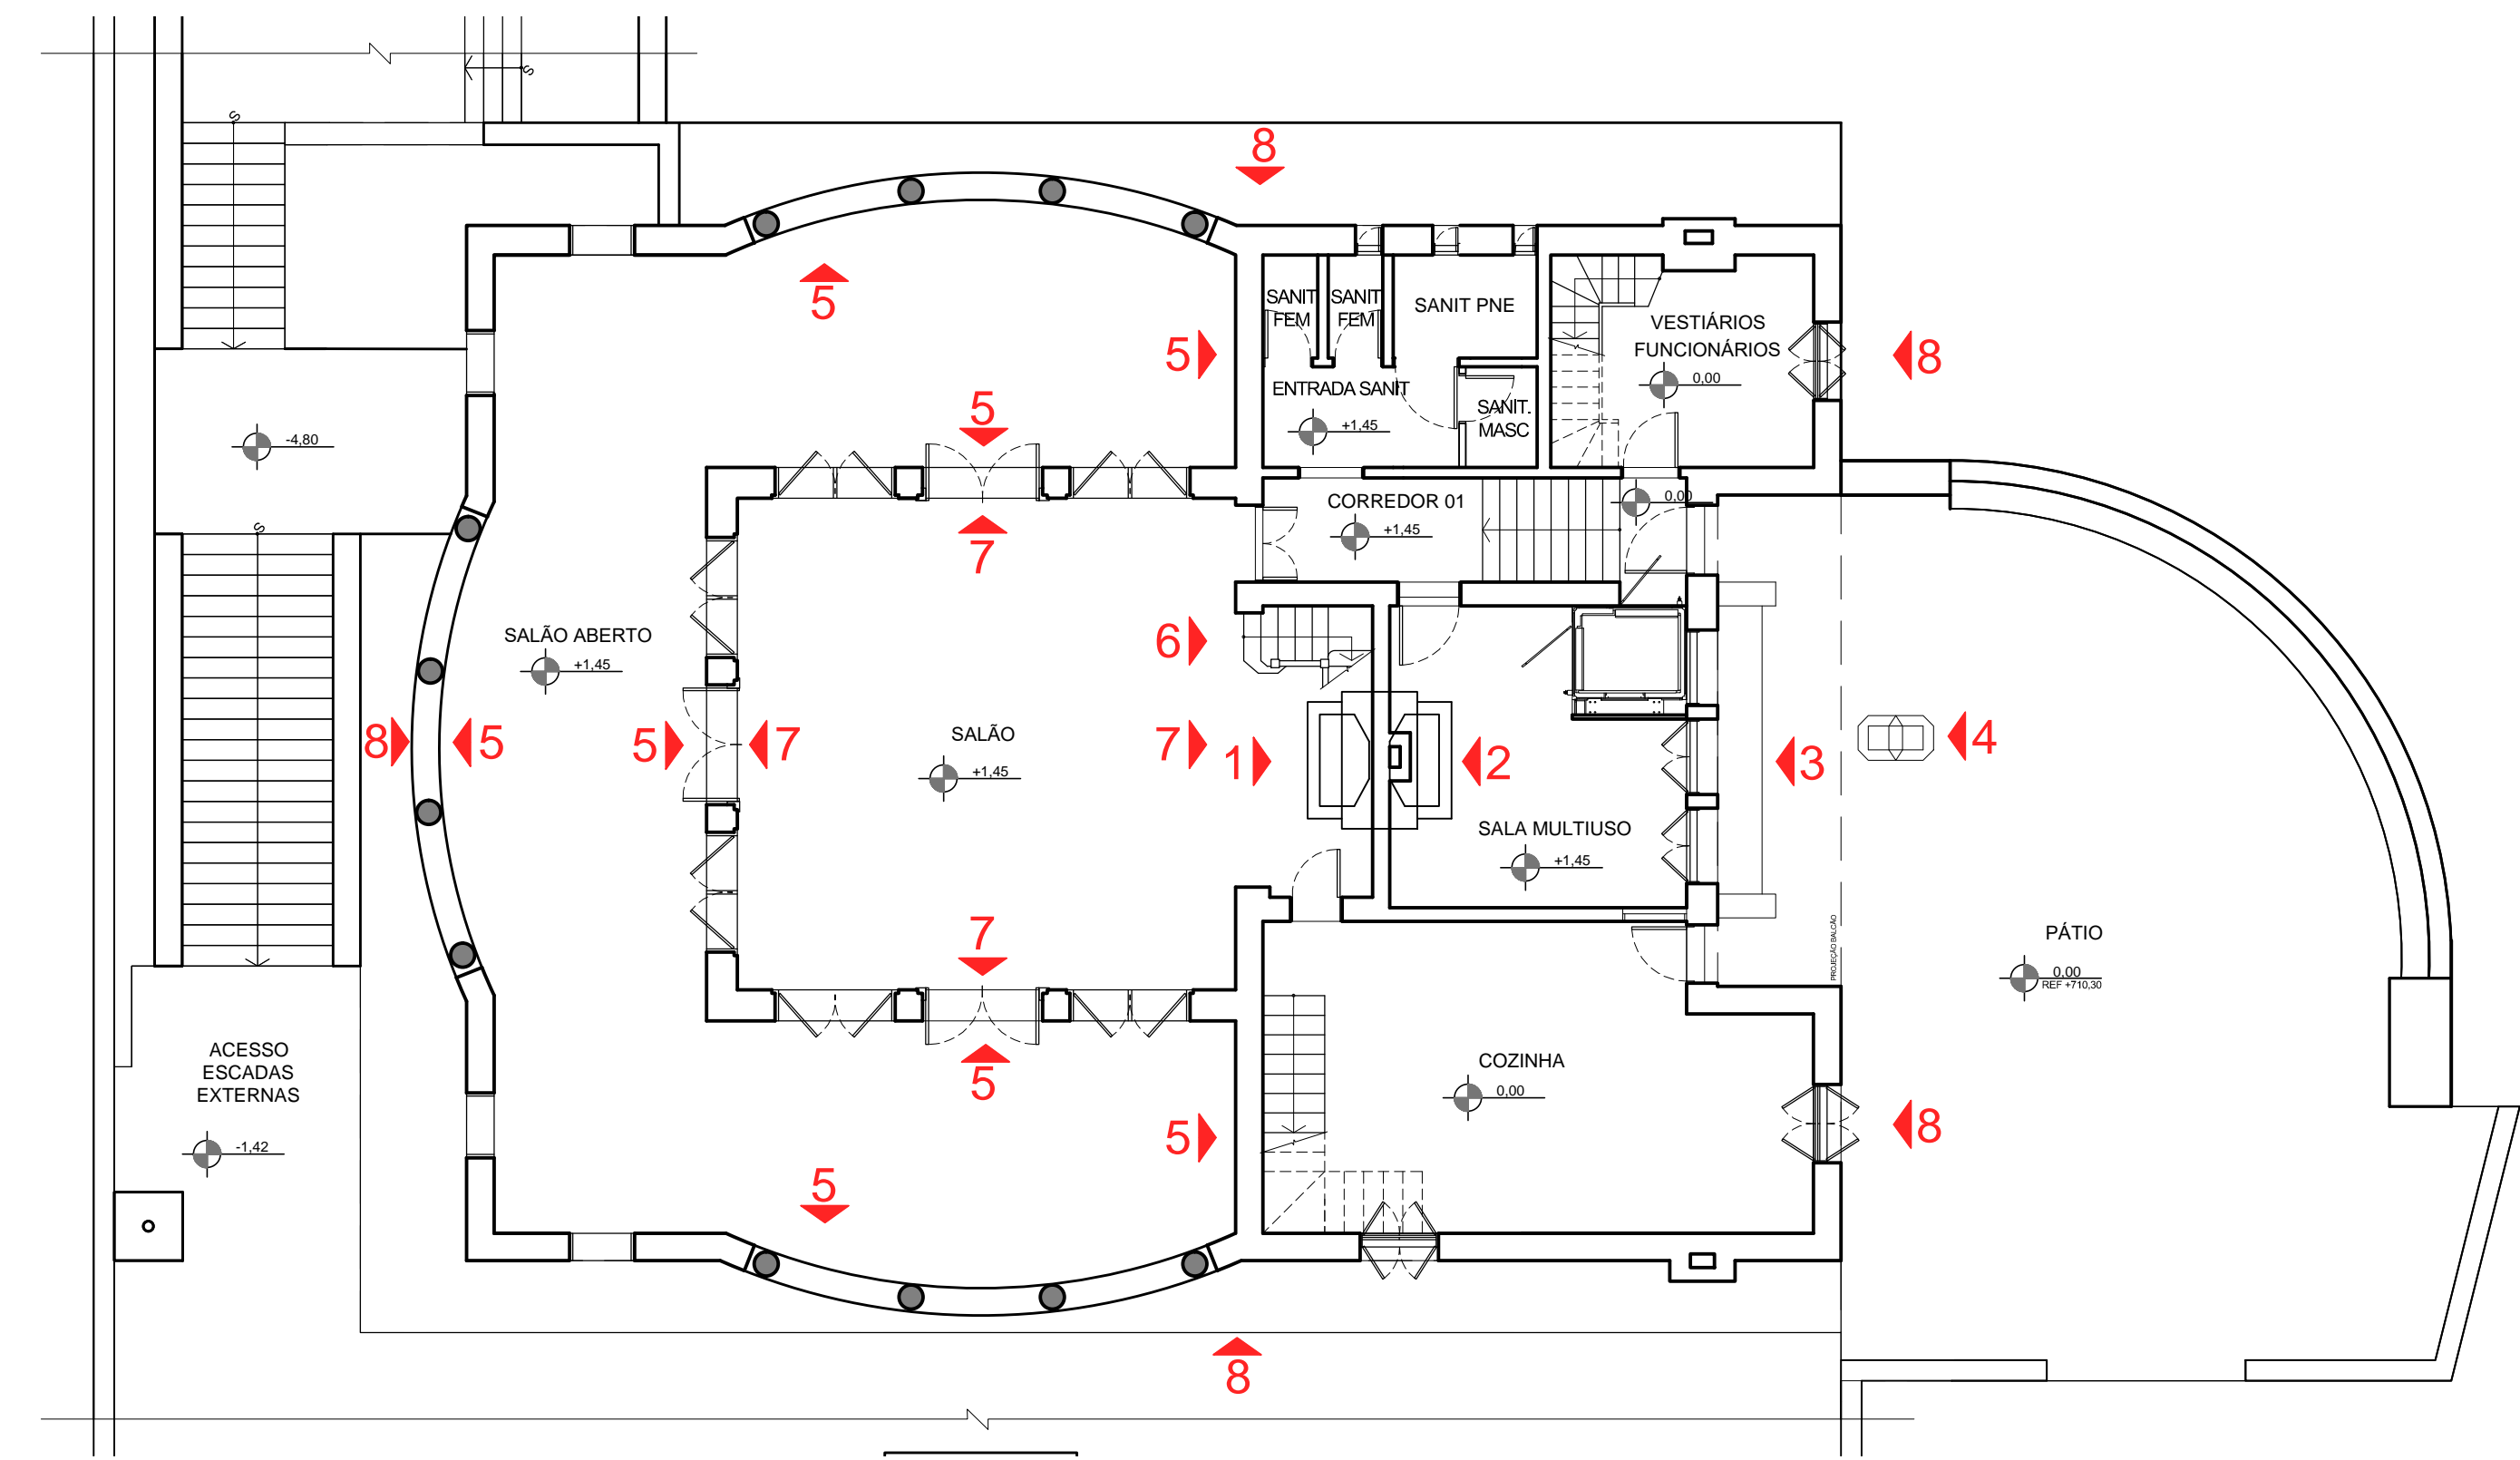 S
S
8
5
SANIT
FEM
SANIT
FEM
SANIT PNE
VESTIÁRIOS
FUNCIONÁRIOS
0,00
5
8
ENTRADA SANIT
+1,45
SANIT.
MASC
5
-4,80
S
7
CORREDOR 01
+1,45
0,00
A
SALÃO ABERTO
+1,45
6
8
5
5
7
SALÃO
+1,45
7
1
2
3
4
SALA MULTIUSO
+1,45
7
PROJEÇÃO BALCÃO
PÁTIO
0,00
REF +710,30
ACESSO
ESCADAS
EXTERNAS
-1,42
5
5
COZINHA
0,00
8
5
8